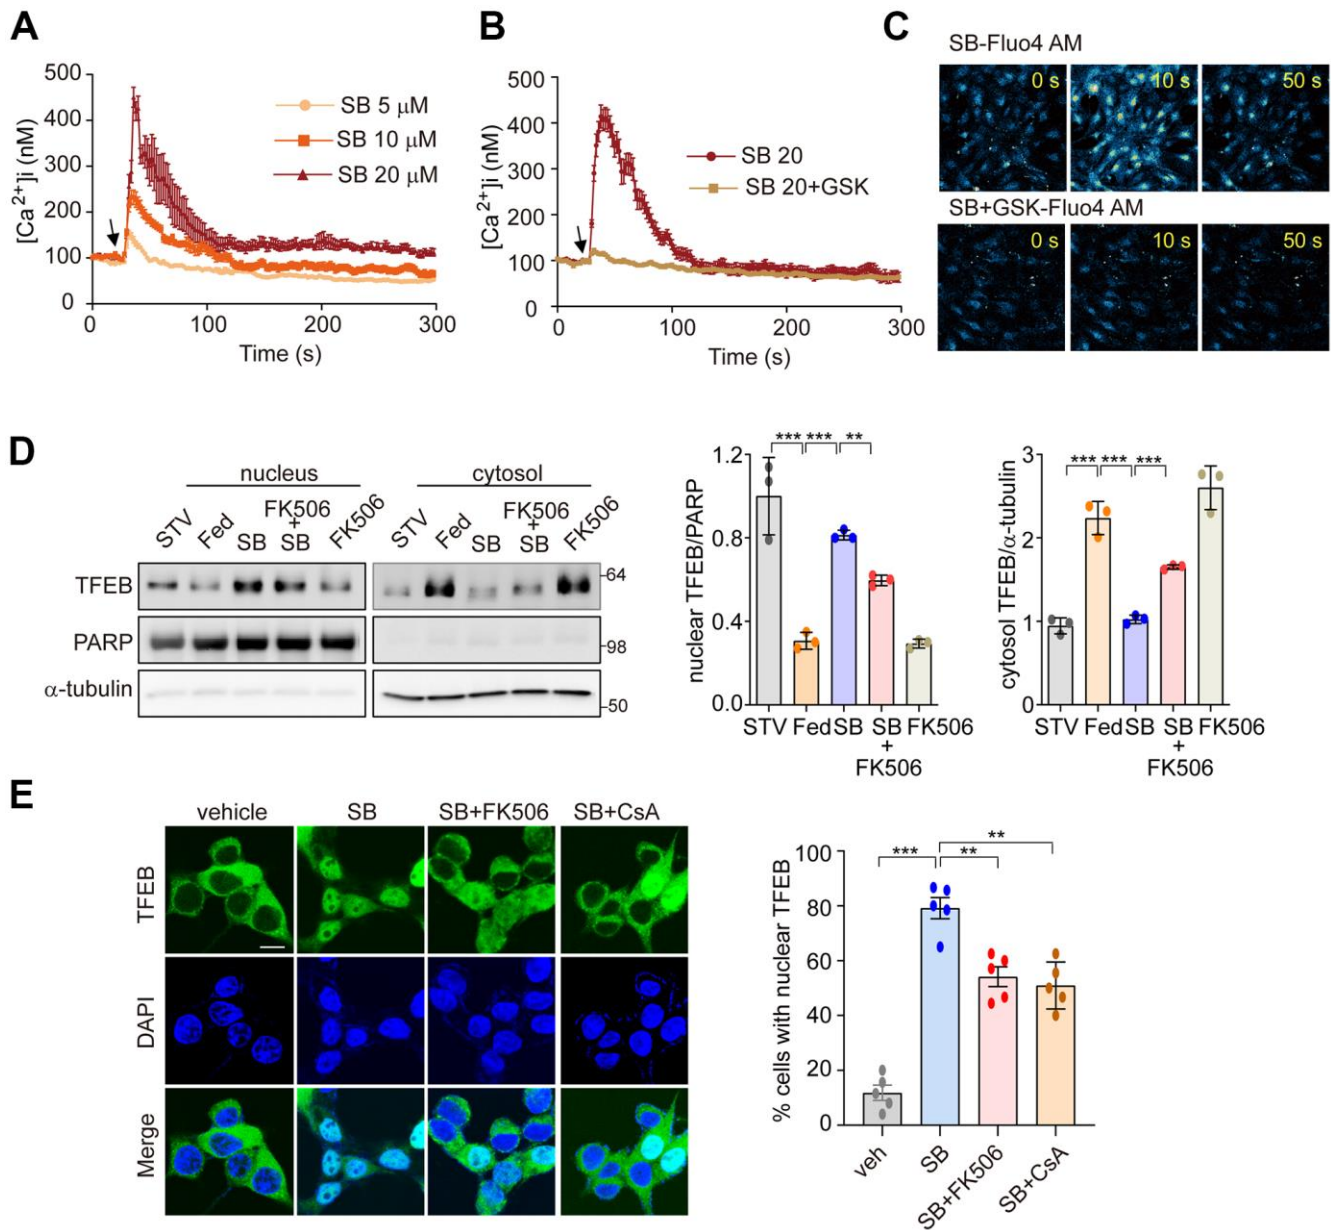 A
[Ca2+]i (nM)
500
400
300
200
100
0
0
100
200
300
Time (s)
SB 5 μM
SB 10 μM
SB 20 μM
B
[Ca2+]i (nM)
500
400
300
200
100
0
0
100
200
300
Time (s)
SB 20
SB 20+GSK
C
SB-Fluo4 AM
0 s
10 s
50 s
SB+GSK-Fluo4 AM
0 s
10 s
50 s
D
nucleus
cytosol
STV
Fed
SB
FK506
+
SB
FK506
STV
Fed
SB
FK506
+
SB
FK506
TFEB
PARP
α-tubulin
64
98
50
nuclear TFEB/PARP
1.2
0.8
0.4
0.0
*** *** **
STV Fed SB SB FK506
+
FK506
cytosol TFEB/α-tubulin
3
2
1
0
*** *** ***
STV Fed SB SB FK506
+
FK506
E
vehicle
SB
SB+FK506
SB+CsA
TFEB
DAPI
Merge
% cells with nuclear TFEB
100
80
60
40
20
0
**
*** **
veh
SB
SB+FK506
SB+CsA